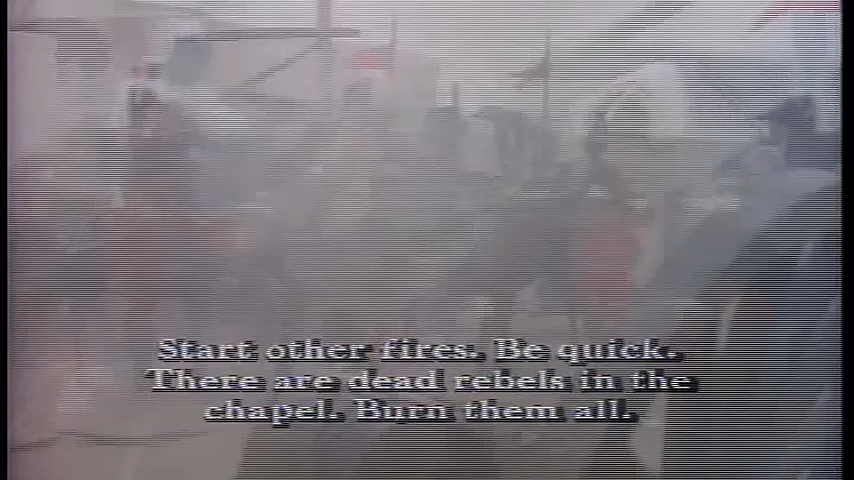 Start other fires. Be quick.
There are dead rebels in the
chapel. Burn them all.